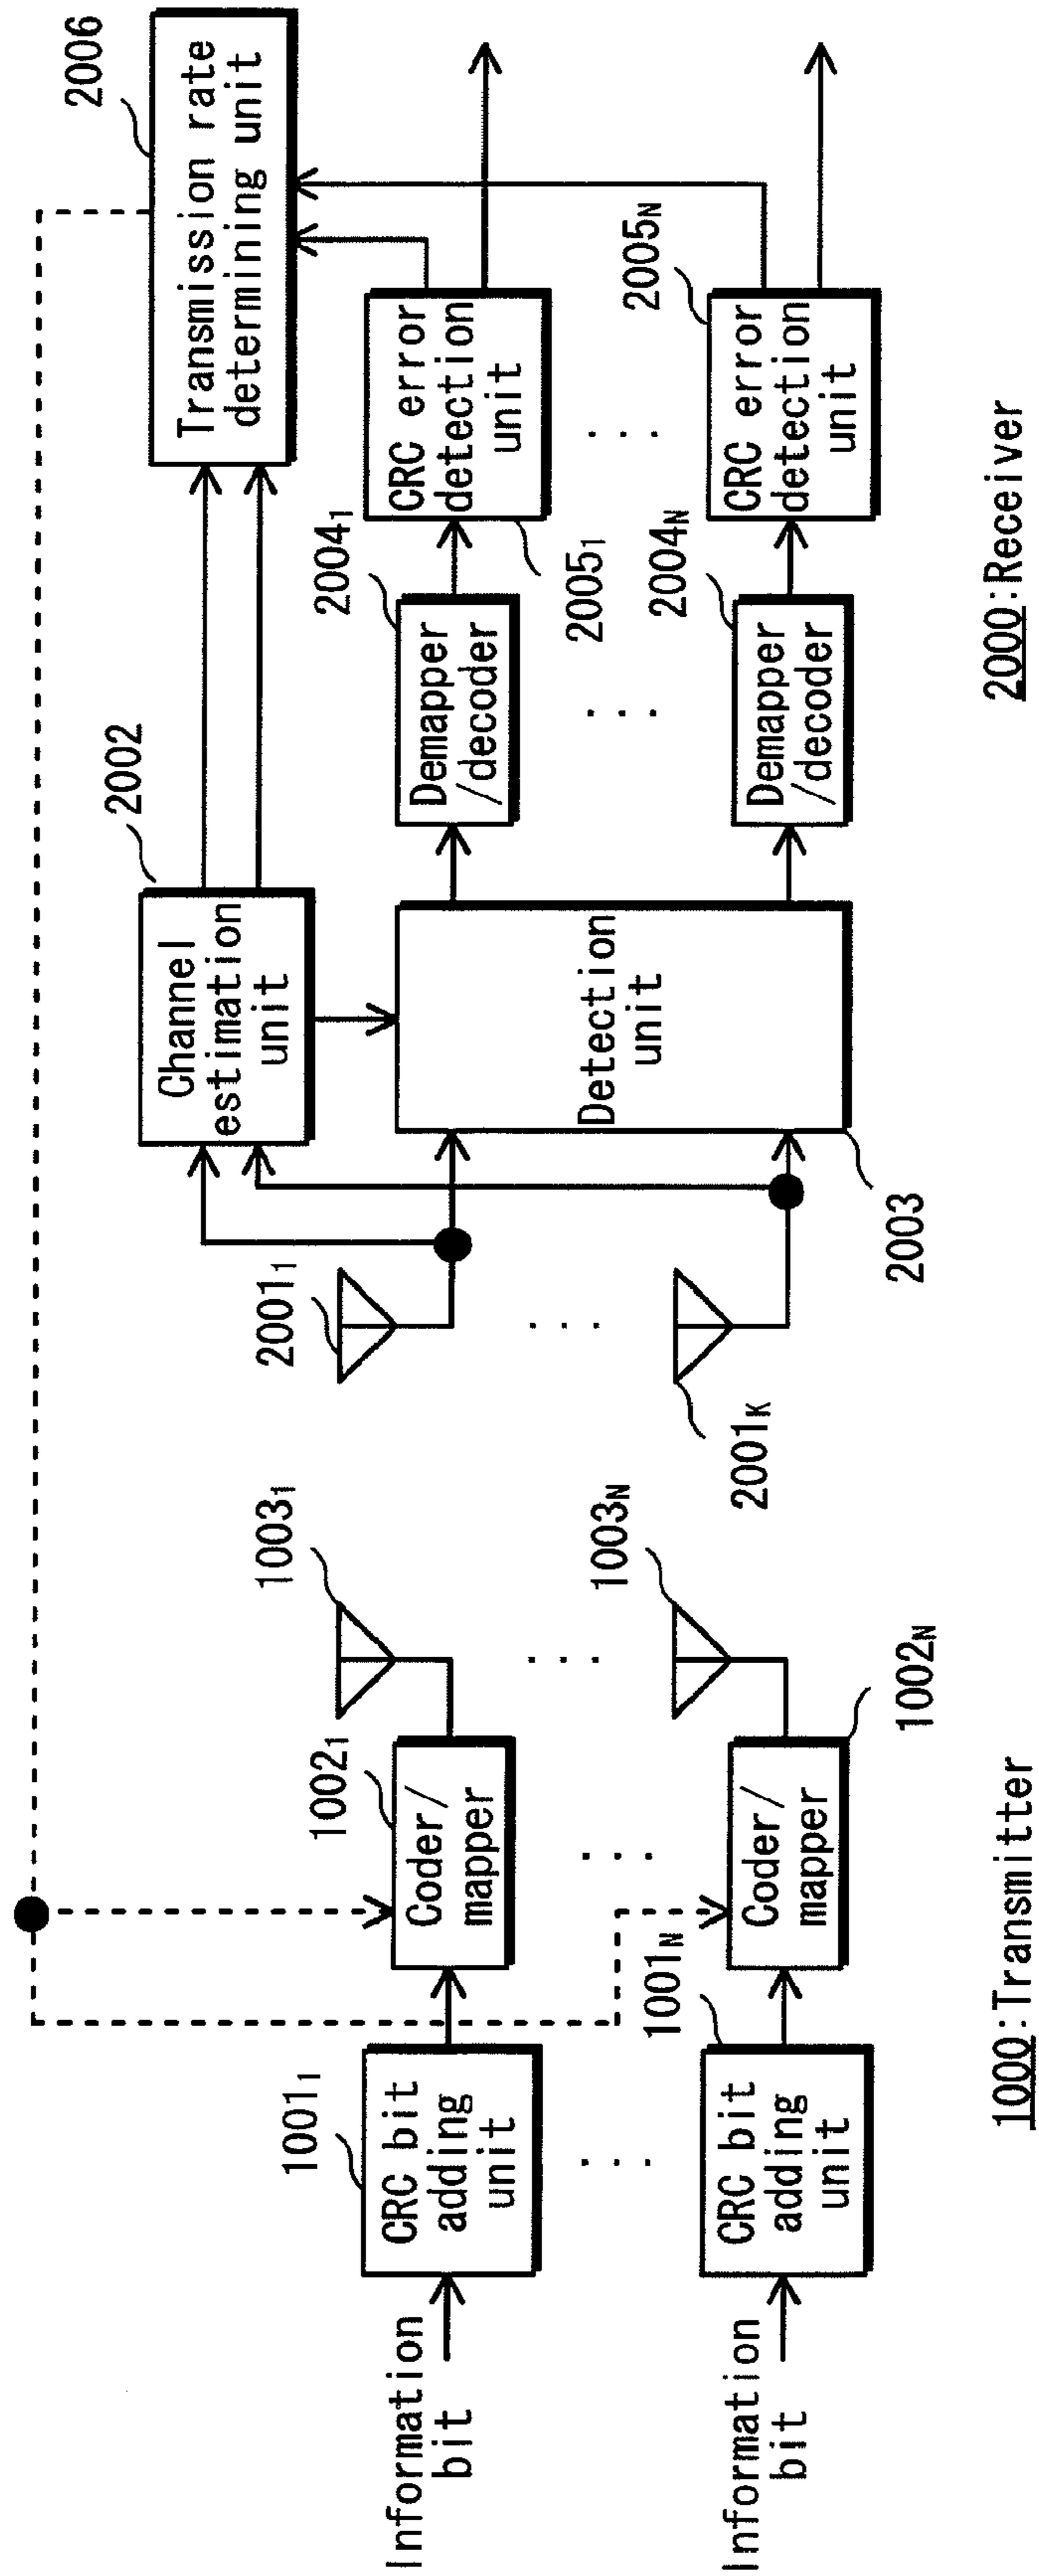 Information
bit
Information
bit
1001₁
CRC bit
adding
unit
. . .
1001N
CRC bit
adding
unit
1002₁
Coder/
mapper
. . .
1002N
Coder/
mapper
1003₁
. . .
1003N
1000:Transmitter
2001₁
. . .
2001K
2002
Channel
estimation
unit
2003
Detection
unit
2004₁
Demapper
/decoder
. . .
2004N
Demapper
/decoder
2005₁
CRC error
detection
unit
. . .
2005N
CRC error
detection
unit
2006
Transmission rate
determining unit
2000:Receiver